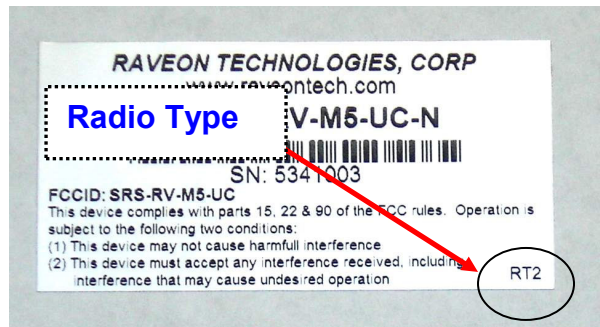 RAVEON TECHNOLOGIES, CORP
www.raveontech.com
Radio Type
V-M5-UC-N
SN: 5341003
FCCID: SRS-RV-M5-UC
This device complies with parts 15, 22 & 90 of the FCC rules. Operation is
subject to the following two conditions:
(1) This device may not cause harmfull interference
(2) This device must accept any interference received, including
interference that may cause undesired operation
RT2